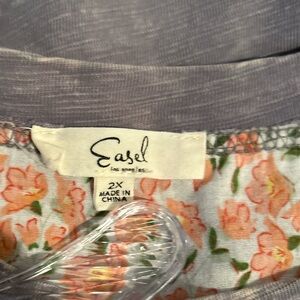 Easel
los angeles
2X
MADE IN
CHINA